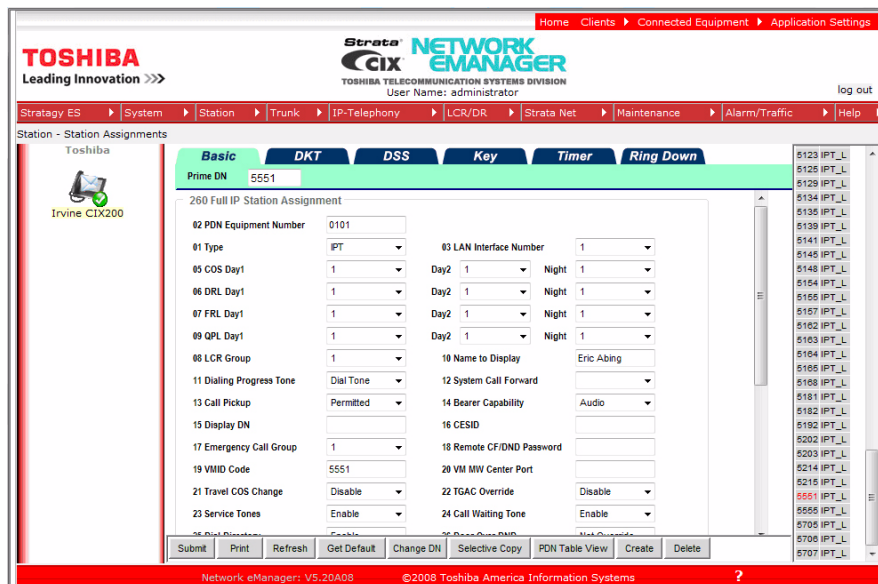 Home Clients Connected Equipment Application Settings
TOSHIBA
Leading Innovation >>>
Strata CIX NETWORK EMANAGER
TOSHIBA TELECOMMUNICATION SYSTEMS DIVISION
User Name: administrator
log out
Stratagy ES System Station Trunk IP-Telephony LCR/DR Strata Net Maintenance Alarm/Traffic Help
Station - Station Assignments
Toshiba
Irvine CIX200
Basic DKT DSS Key Timer Ring Down
Prime DN 5551
260 Full IP Station Assignment
02 PDN Equipment Number 0101
01 Type IPT 03 LAN Interface Number 1
05 COS Day1 1 Day2 1 Night 1
06 DRL Day1 1 Day2 1 Night 1
07 FRL Day1 1 Day2 1 Night 1
09 QPL Day1 1 Day2 1 Night 1
08 LCR Group 1 10 Name to Display Eric Abing
11 Dialing Progress Tone Dial Tone 12 System Call Forward
13 Call Pickup Permitted 14 Bearer Capability Audio
15 Display DN 16 CESID
17 Emergency Call Group 1 18 Remote CF/DND Password
19 VMID Code 5551 20 VM MW Center Port
21 Travel COS Change Disable 22 TGAC Override Disable
23 Service Tones Enable 24 Call Waiting Tone Enable
Submit Print Refresh Get Default Change DN Selective Copy PDN Table View Create Delete
5123 IPT_L
5125 IPT_L
5129 IPT_L
5134 IPT_L
5135 IPT_L
5139 IPT_L
5141 IPT_L
5145 IPT_L
5148 IPT_L
5154 IPT_L
5155 IPT_L
5157 IPT_L
5162 IPT_L
5163 IPT_L
5164 IPT_L
5165 IPT_L
5168 IPT_L
5181 IPT_L
5182 IPT_L
5192 IPT_L
5202 IPT_L
5203 IPT_L
5214 IPT_L
5215 IPT_L
5551 IPT_L
5555 IPT_L
5705 IPT_L
5706 IPT_L
5707 IPT_L
Network eManager: V5.20A08 ©2008 Toshiba America Information Systems ?